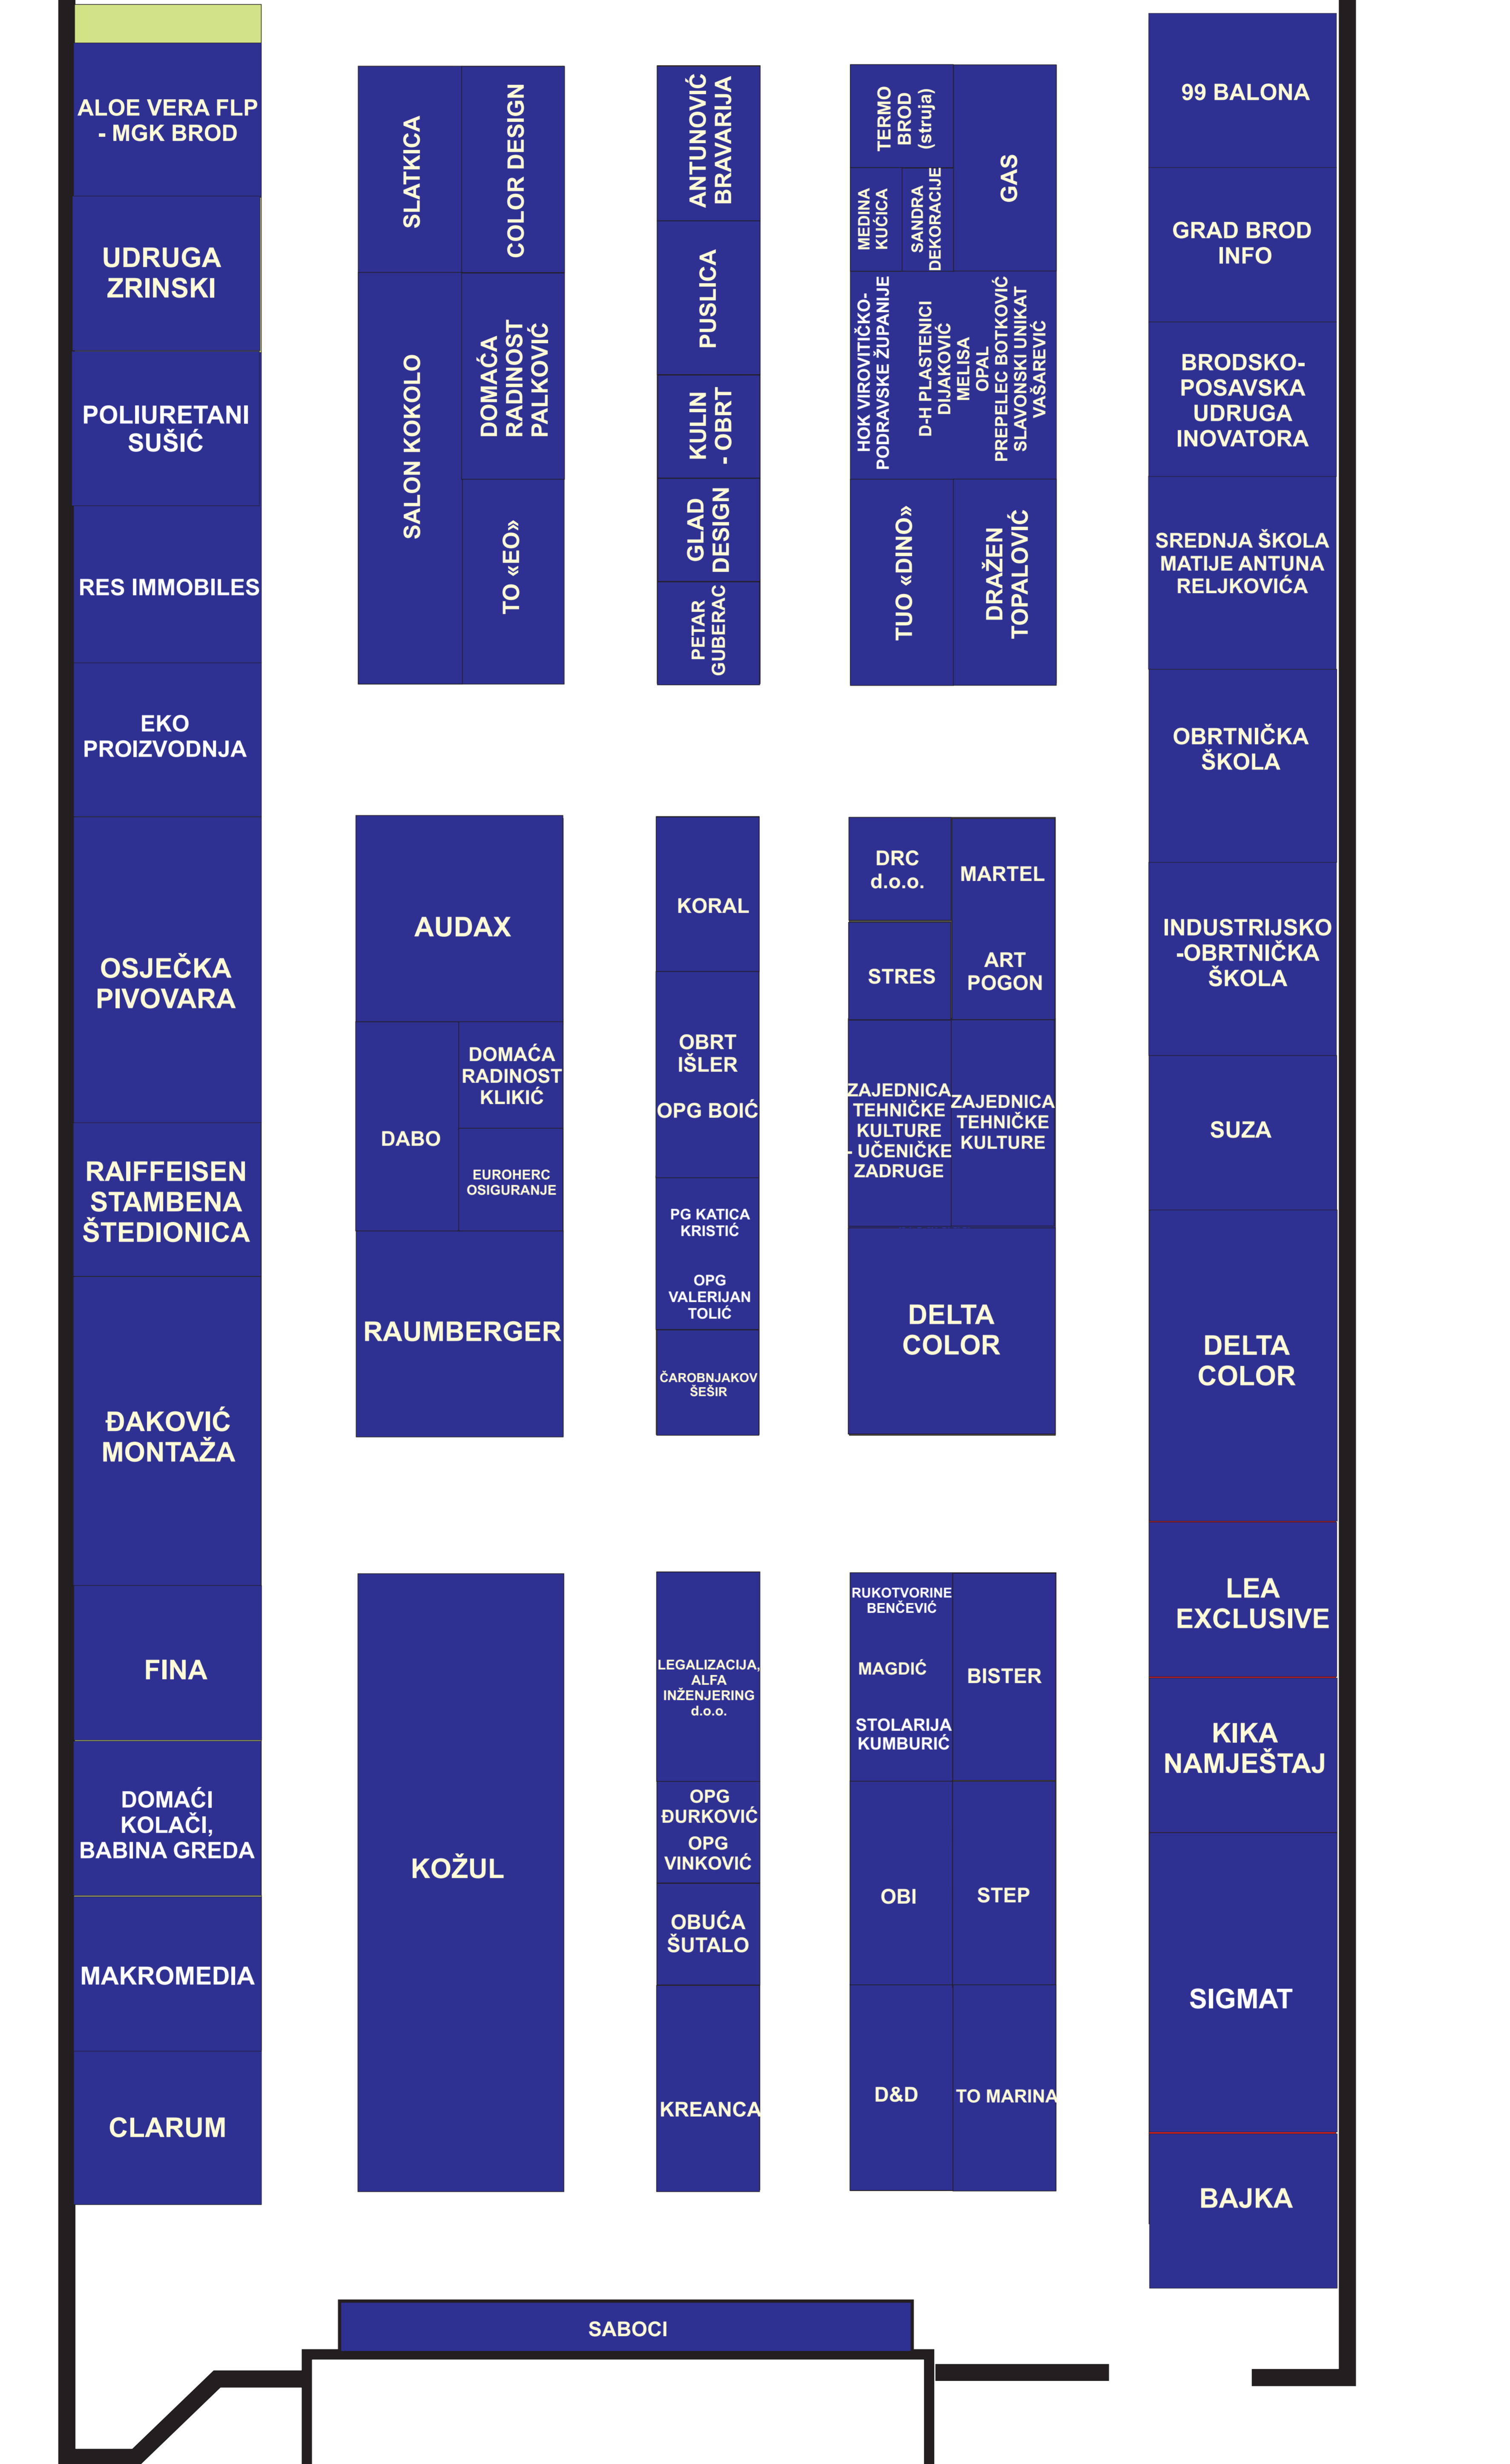 ALOE VERA FLP
- MGK BROD
UDRUGA
ZRINSKI
POLIURETANI
SUŠIĆ
RES IMMOBILES
EKO
PROIZVODNJA
OSJEČKA
PIVOVARA
RAIFFEISEN
STAMBENA
ŠTEDIONICA
ĐAKOVIĆ
MONTAŽA
FINA
DOMAĆI
KOLAČI,
BABINA GREDA
MAKROMEDIA
CLARUM
SLATKICA
COLOR DESIGN
SALON KOKOLO
DOMAĆA
RADINOST
PALKOVIĆ
TO «EO»
AUDAX
DABO
DOMAĆA
RADINOST
KLIKIĆ
EUROHERC
OSIGURANJE
RAUMBERGER
KOŽUL
ANTUNOVIĆ
BRAVARIJA
PUSLICA
KULIN
- OBRT
GLAD
DESIGN
PETAR
GUBERAC
KORAL
OBRT
IŠLER
OPG BOIĆ
PG KATICA
KRISTIĆ
OPG
VALERIJAN
TOLIĆ
ČAROBNJAKOV
ŠEŠIR
LEGALIZACIJA,
ALFA
INŽENJERING
d.o.o.
OPG
ĐURKOVIĆ
OPG
VINKOVIĆ
OBUĆA
ŠUTALO
KREANCA
TERMO
BROD
(struja)
GAS
MEDINA
KUĆICA
SANDRA
DEKORACIJE
HOK VIROVITIČKO-
PODRAVSKE ŽUPANIJE
D-H PLASTENICI
DIJAKOVIĆ
MELISA
OPAL
PREPELEC BOTKOVIĆ
SLAVONSKI UNIKAT
VAŠAREVIĆ
TUO «DINO»
DRAŽEN
TOPALOVIĆ
DRC
d.o.o.
MARTEL
STRES
ART
POGON
ZAJEDNICA
TEHNIČKE
KULTURE
- UČENIČKE
ZADRUGE
ZAJEDNICA
TEHNIČKE
KULTURE
DELTA
COLOR
RUKOTVORINE
BENČEVIĆ
MAGDIĆ
STOLARIJA
KUMBURIĆ
BISTER
OBI
STEP
D&D
TO MARINA
99 BALONA
GRAD BROD
INFO
BRODSKO-
POSAVSKA
UDRUGA
INOVATORA
SREDNJA ŠKOLA
MATIJE ANTUNA
RELJKOVIĆA
OBRTNIČKA
ŠKOLA
INDUSTRIJSKO
-OBRTNIČKA
ŠKOLA
SUZA
DELTA
COLOR
LEA
EXCLUSIVE
KIKA
NAMJEŠTAJ
SIGMAT
BAJKA
SABOCI